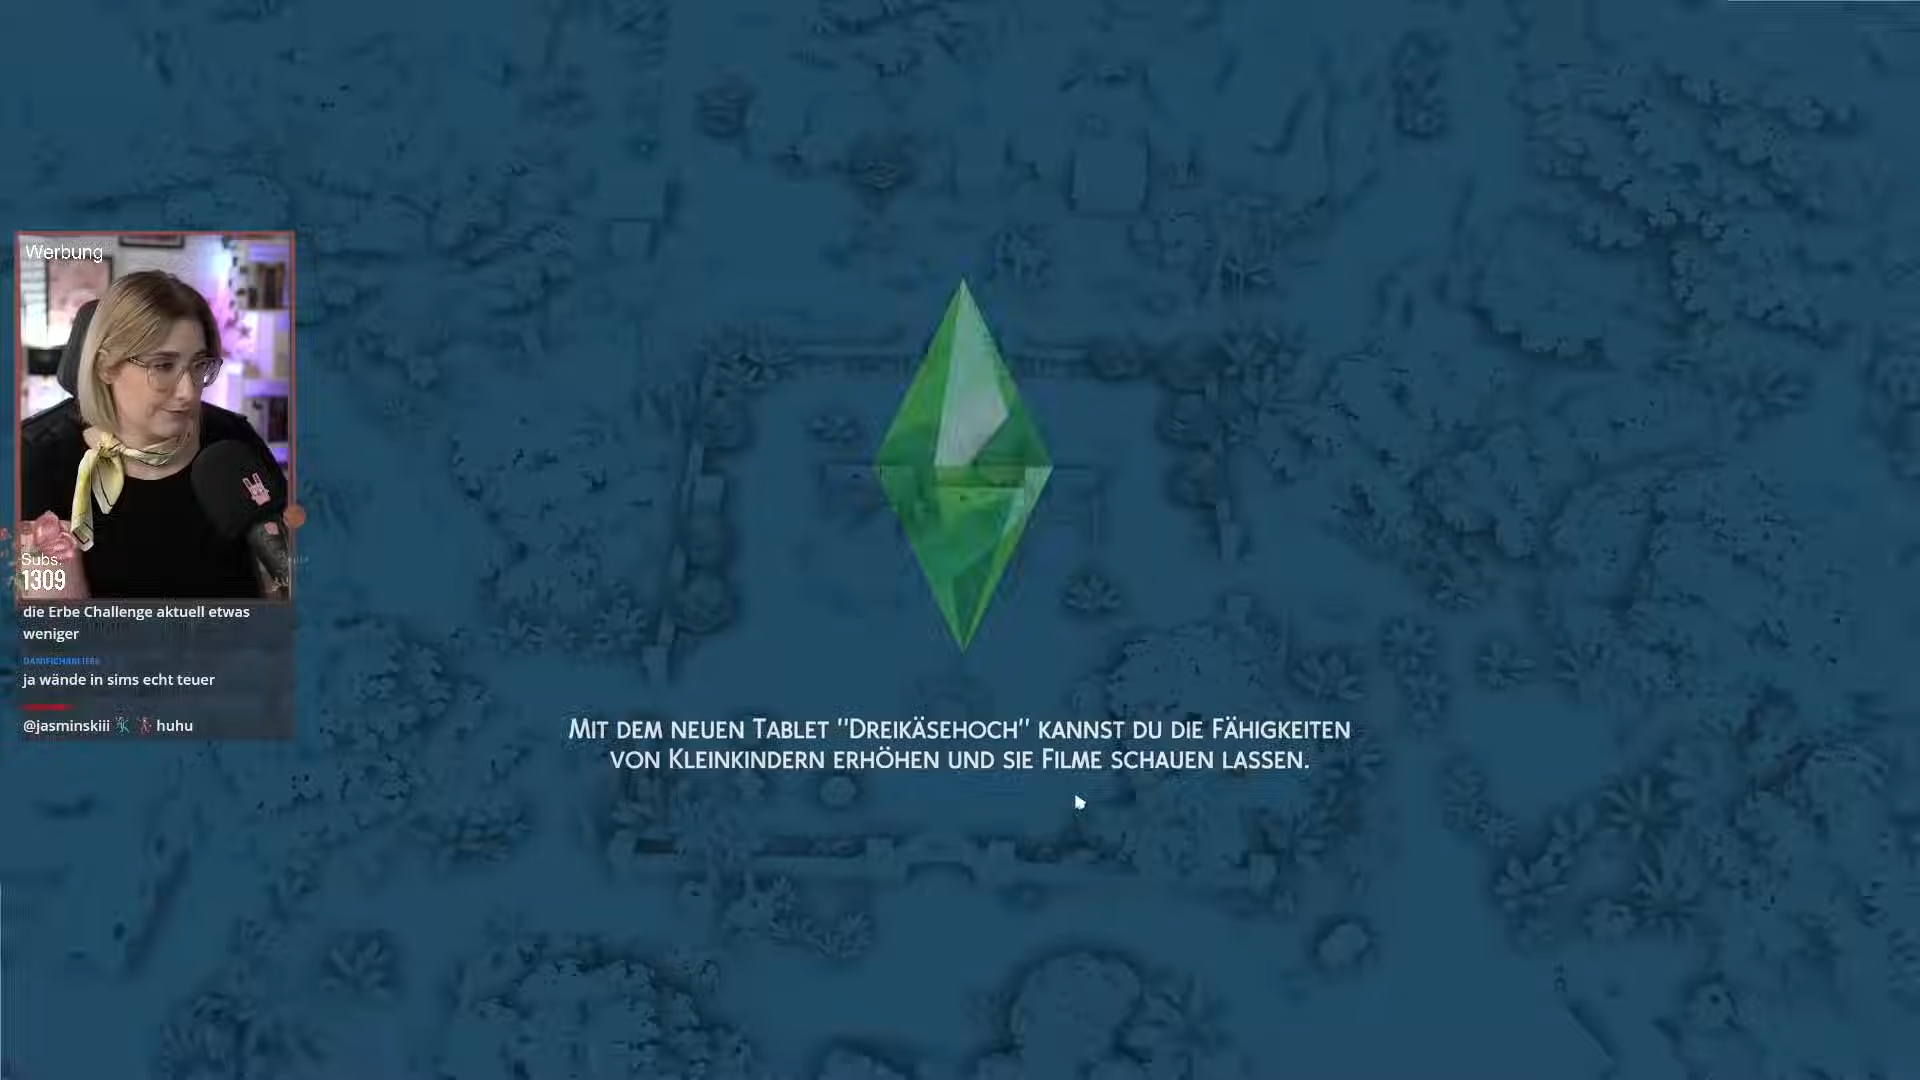 Werbung
Subs:
1309
die Erbe Challenge aktuell etwas
weniger
ja wände in sims echt teuer
@jasminskiii huhu
MIT DEM NEUEN TABLET "DREIKÄSEHOCH" KANNST DU DIE FÄHIGKEITEN
VON KLEINKINDERN ERHÖHEN UND SIE FILME SCHAUEN LASSEN.